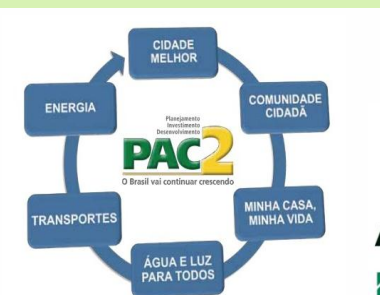 CIDADE
MELHOR
COMUNIDADE
CIDADÃ
MINHA CASA,
MINHA VIDA
ÁGUA E LUZ
PARA TODOS
TRANSPORTES
ENERGIA
Planejamento
Investimento
Desenvolvimento
PAC2
O Brasil vai continuar crescendo